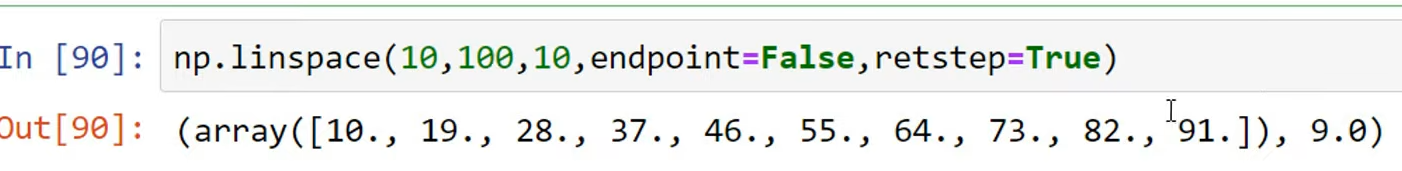 In [90]: np.linspace(10,100,10,endpoint=False,retstep=True)
Out[90]: (array([10., 19., 28., 37., 46., 55., 64., 73., 82., 91.]), 9.0)